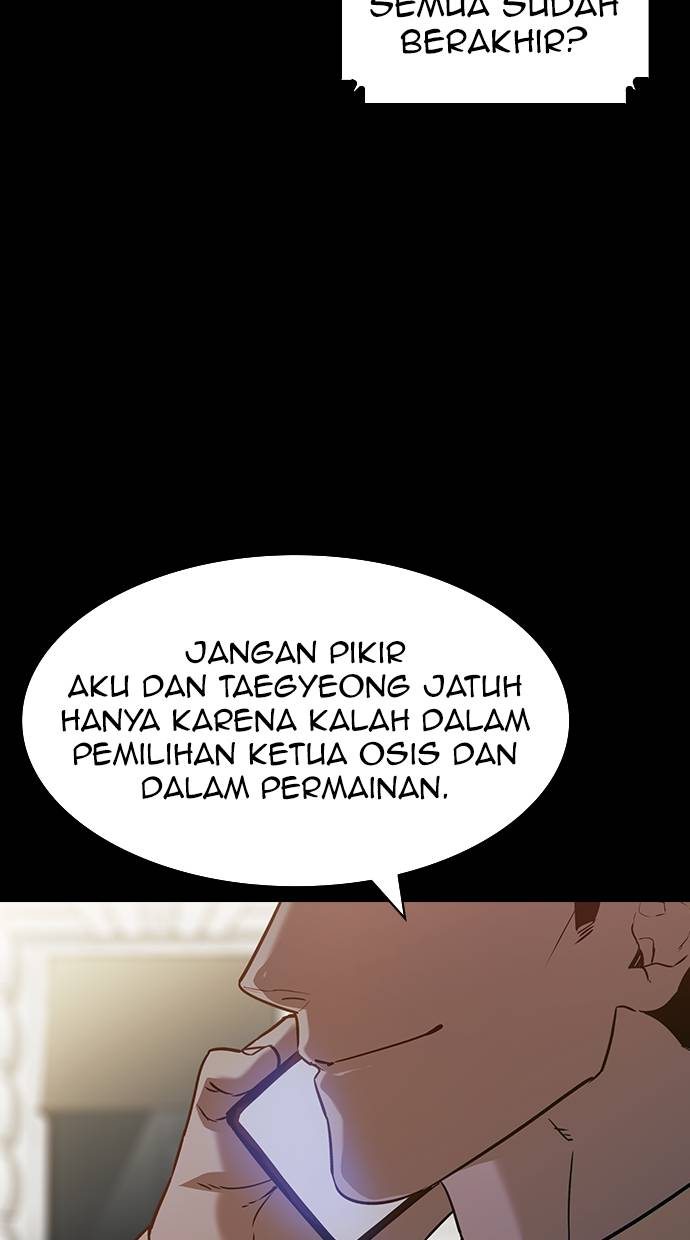 SEMUA SUDAH
BERAKHIR?
JANGAN PIKIR
AKU DAN TAEGYEONG JATUH
HANYA KARENA KALAH DALAM
PEMILIHAN KETUA OSIS DAN
DALAM PERMAINAN.